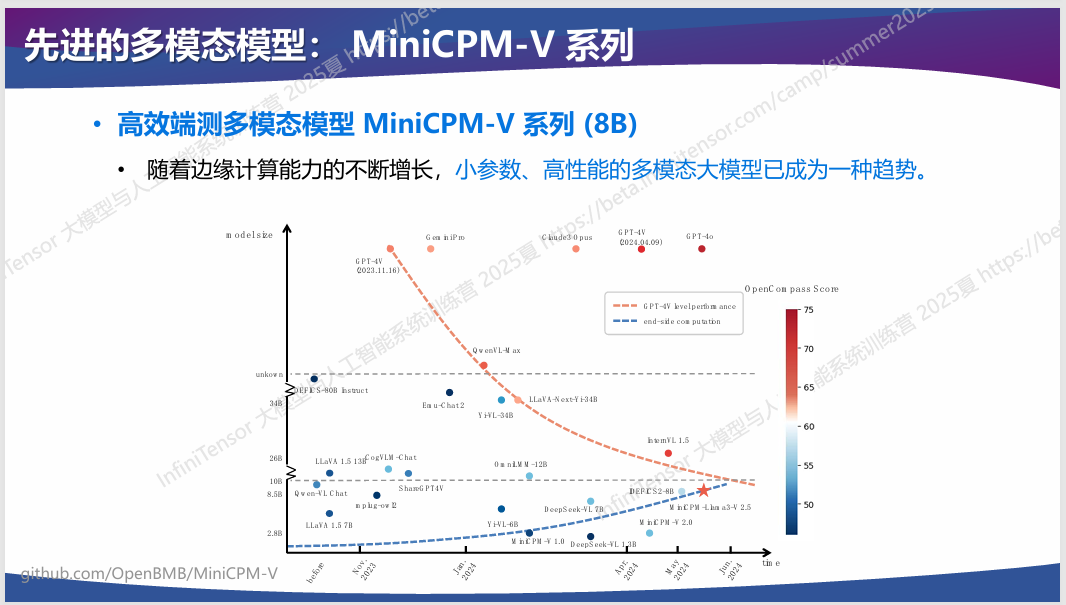 先进的多模态模型： MiniCPM-V 系列
• 高效端测多模态模型 MiniCPM-V 系列 (8B)
• 随着边缘计算能力的不断增长，小参数、高性能的多模态大模型已成为一种趋势。
modelsize
GeminiPro
Claude3 Opus
GPT-4V
(2024.04.09)
GPT-4o
GPT-4V
(2023.11.16)
OpenCompass Score
GPT-4V level performance
end-side computation
75
70
65
60
55
50
QwenVL-Max
unkown
IDEFICS-80B Instruct
34B
Emu-Chat2
Yi-VL-34B
LLaVA-Next-Yi-34B
InternVL 1.5
26B
LLaVA 1.5 13B
CogVLM-Chat
OmniLMM-12B
10B
8.5B
Qwen-VL Chat
ShareGPT4V
mplug-owl2
IDEFICS2-8B
MiniCPM-Llama3-V 2.5
DeepSeek-VL 7B
LLaVA 1.5 7B
Yi-VL-6B
MiniCPM-V 2.0
2.8B
MiniCPM-V 1.0
DeepSeek-VL 1.3B
before
Nov.
2023
Jan.
2024
Apr.
2024
May
2024
Jun.
2024
time
github.com/OpenBMB/MiniCPM-V
InfiniTensor 大模型与人工智能系统训练营 2025夏 https://beta.infinitensor.com/camp/summer2025